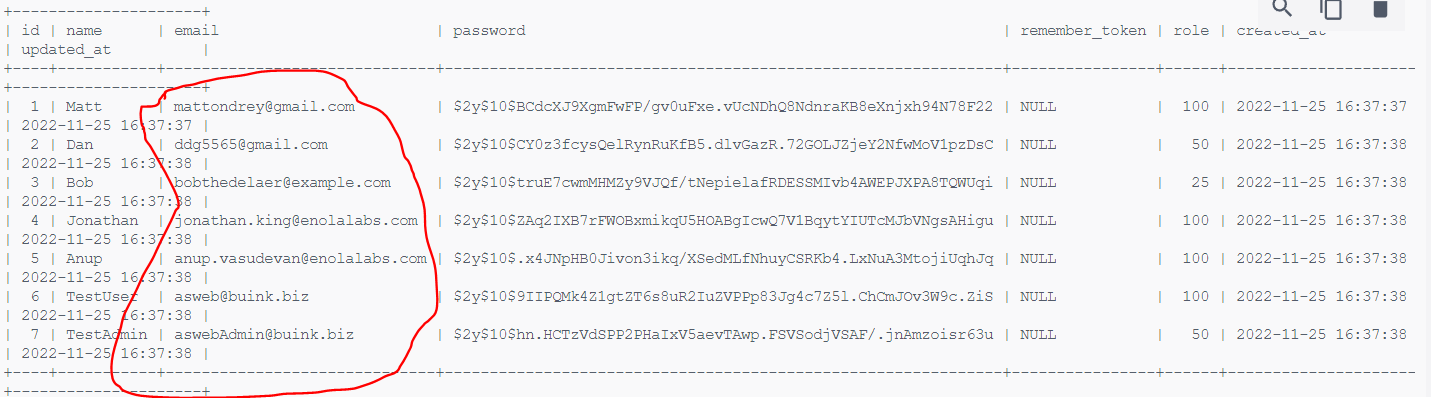 +---------------------+
| id | name | email | password | remember_token | role | created_at
| updated_at |
+----+-----------+------------------------------+--------------------------------------------------------------+----------------+------+---------------------
+---------------------+
| 1 | Matt | mattondrey@gmail.com | $2y$10$BCdcXJ9XgmFwFP/gv0uFxe.vUcNDhQ8NdnraKB8eXnjxh94N78F22 | NULL | 100 | 2022-11-25 16:37:37
| 2022-11-25 16:37:37 |
| 2 | Dan | ddg5565@gmail.com | $2y$10$CY0z3fcysQelRynRuKfB5.dlvGazR.72GOLJZjeY2NfwMoV1pzDsC | NULL | 50 | 2022-11-25 16:37:38
| 2022-11-25 16:37:38 |
| 3 | Bob | bobthedelaer@example.com | $2y$10$truE7cwmMHMZy9VJQf/tNepielafRDESSMIvb4AWEPJXPA8TQWUqi | NULL | 25 | 2022-11-25 16:37:38
| 2022-11-25 16:37:38 |
| 4 | Jonathan | jonathan.king@enolalabs.com | $2y$10$ZAq2IXB7rFWOBxmikqU5HOABgIcwQ7V1BqytYIUTcMJbVNgsAHigu | NULL | 100 | 2022-11-25 16:37:38
| 2022-11-25 16:37:38 |
| 5 | Anup | anup.vasudevan@enolalabs.com | $2y$10$.x4JNpHB0Jivon3ikq/XSedMLfNhuyCSRKb4.LxNuA3MtojiUqhJq | NULL | 100 | 2022-11-25 16:37:38
| 2022-11-25 16:37:38 |
| 6 | TestUser | asweb@buink.biz | $2y$10$9IIPQMk4Z1gtZT6s8uR2IuZVPPp83Jg4c7Z5l.ChCmJOv3W9c.ZiS | NULL | 100 | 2022-11-25 16:37:38
| 2022-11-25 16:37:38 |
| 7 | TestAdmin | aswebAdmin@buink.biz | $2y$10$hn.HCTzVdSPP2PHaIxV5aevTAwp.FSVSodjVSAF/.jnAmzoisr63u | NULL | 50 | 2022-11-25 16:37:38
| 2022-11-25 16:37:38 |
+----+-----------+------------------------------+--------------------------------------------------------------+----------------+------+---------------------
+---------------------+